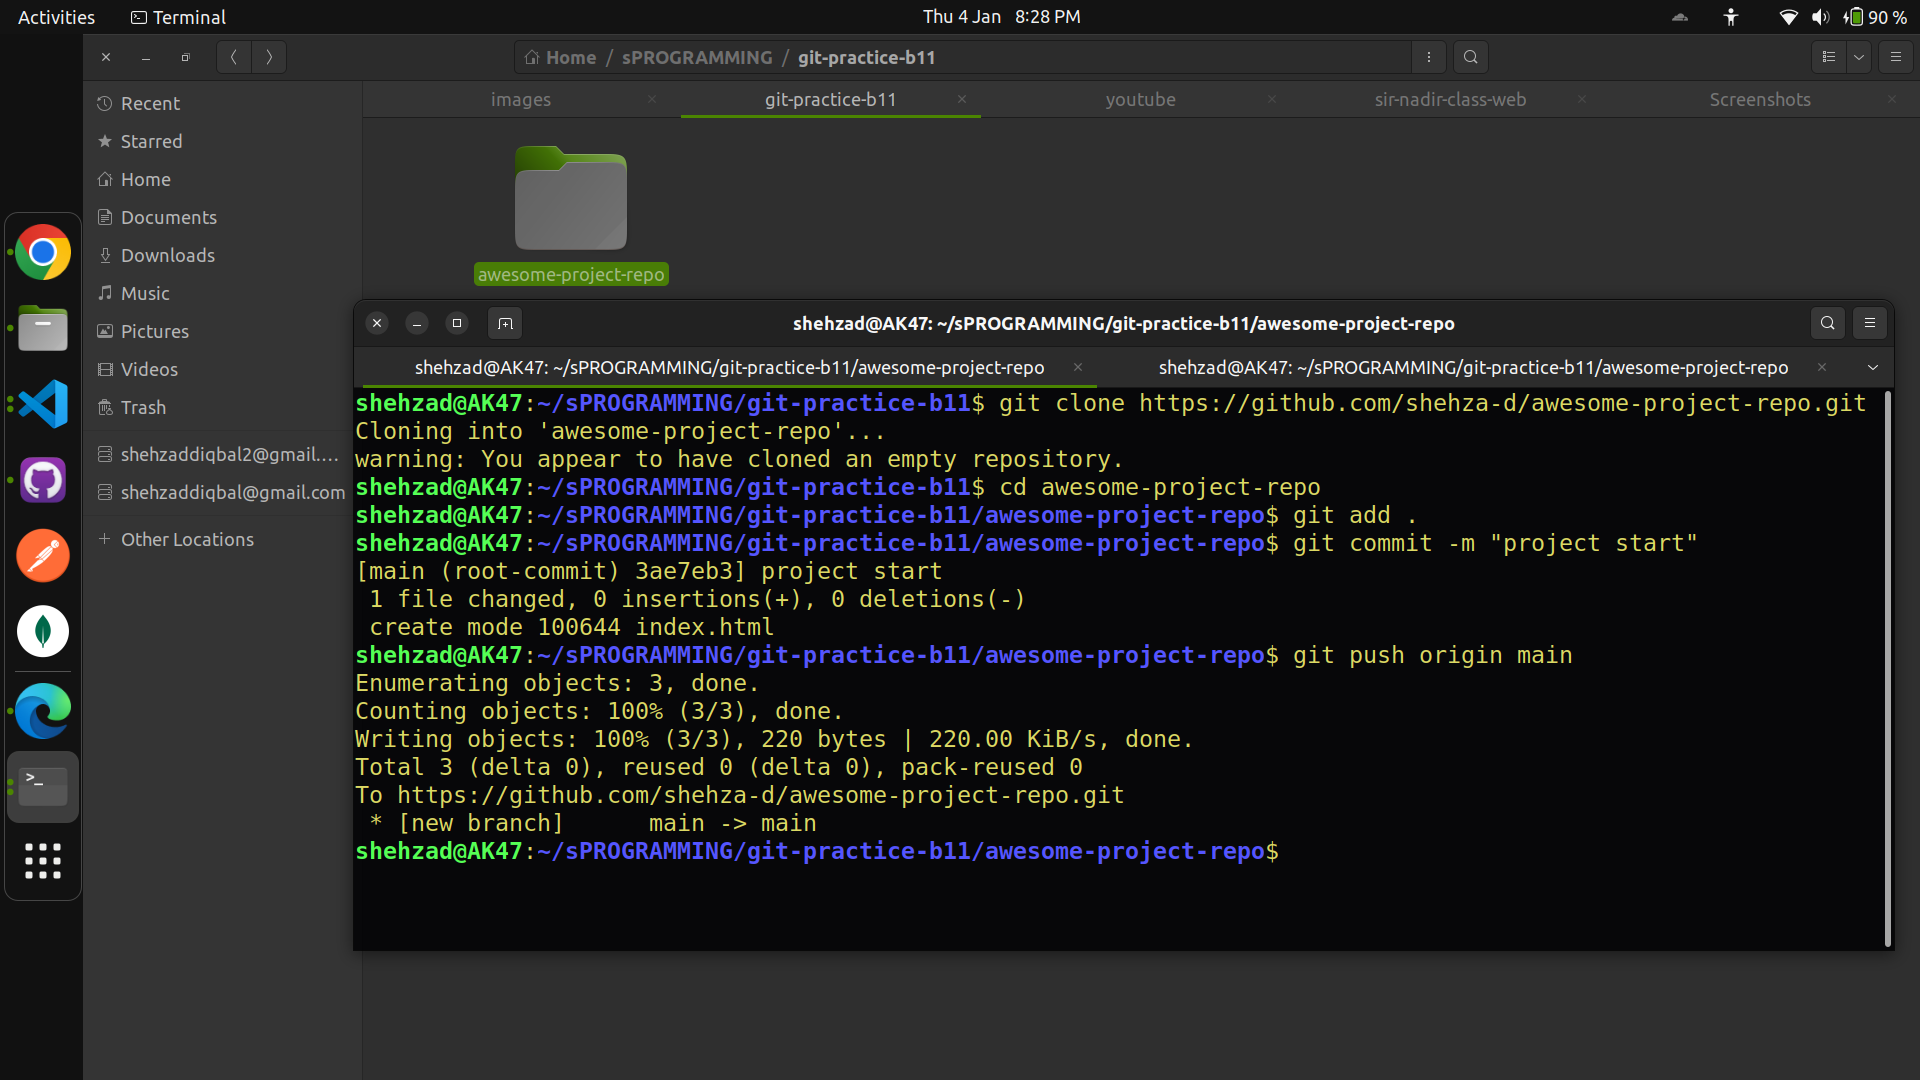 Activities Terminal Thu 4 Jan 8:28 PM 90 %
Home / sPROGRAMMING / git-practice-b11
images git-practice-b11 youtube sir-nadir-class-web Screenshots
Recent
Starred
Home
Documents
Downloads
Music
Pictures
Videos
Trash
shehzaddiqbal2@gmail.…
shehzaddiqbal@gmail.com
Other Locations
awesome-project-repo
shehzad@AK47: ~/sPROGRAMMING/git-practice-b11/awesome-project-repo
shehzad@AK47: ~/sPROGRAMMING/git-practice-b11/awesome-project-repo shehzad@AK47: ~/sPROGRAMMING/git-practice-b11/awesome-project-repo
shehzad@AK47:~/sPROGRAMMING/git-practice-b11$ git clone https://github.com/shehza-d/awesome-project-repo.git
Cloning into 'awesome-project-repo'...
warning: You appear to have cloned an empty repository.
shehzad@AK47:~/sPROGRAMMING/git-practice-b11$ cd awesome-project-repo
shehzad@AK47:~/sPROGRAMMING/git-practice-b11/awesome-project-repo$ git add .
shehzad@AK47:~/sPROGRAMMING/git-practice-b11/awesome-project-repo$ git commit -m "project start"
[main (root-commit) 3ae7eb3] project start
 1 file changed, 0 insertions(+), 0 deletions(-)
 create mode 100644 index.html
shehzad@AK47:~/sPROGRAMMING/git-practice-b11/awesome-project-repo$ git push origin main
Enumerating objects: 3, done.
Counting objects: 100% (3/3), done.
Writing objects: 100% (3/3), 220 bytes | 220.00 KiB/s, done.
Total 3 (delta 0), reused 0 (delta 0), pack-reused 0
To https://github.com/shehza-d/awesome-project-repo.git
 * [new branch]      main -> main
shehzad@AK47:~/sPROGRAMMING/git-practice-b11/awesome-project-repo$